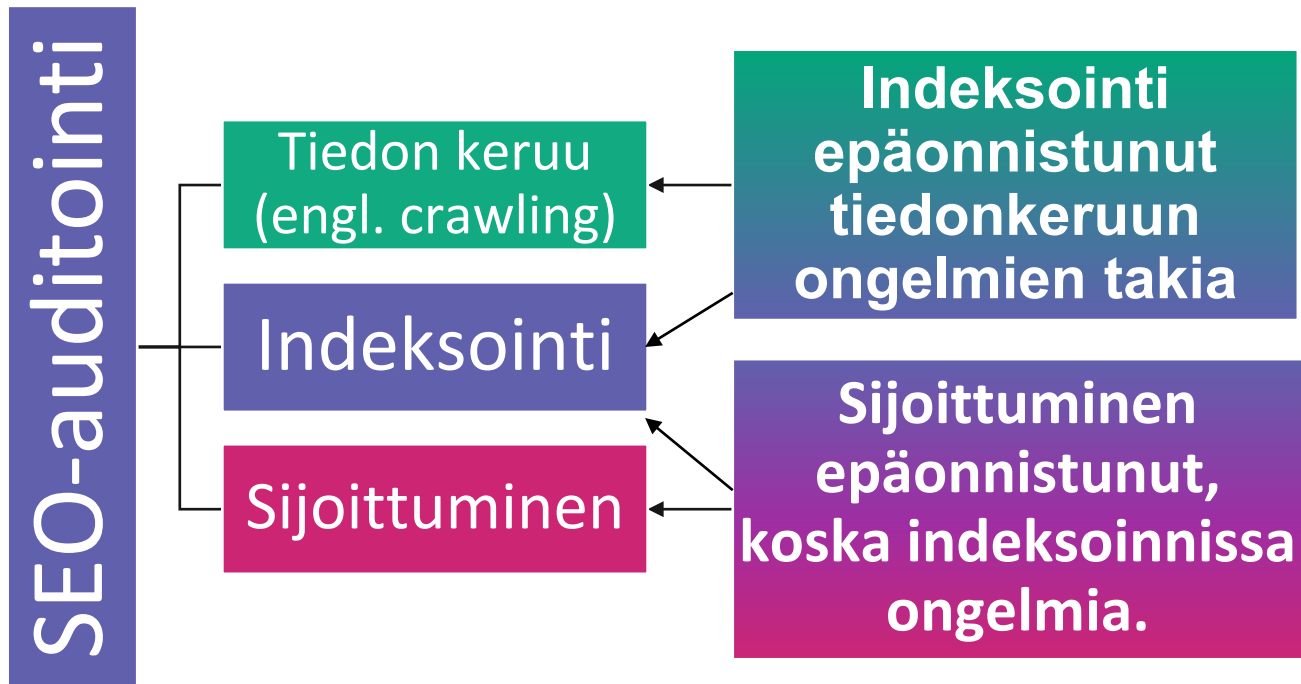 SEO-auditointi
Tiedon keruu
(engl. crawling)
Indeksointi
Sijoittuminen
Indeksointi
epäonnistunut
tiedonkeruun
ongelmien takia
Sijoittuminen
epäonnistunut,
koska indeksoinnissa
ongelmia.